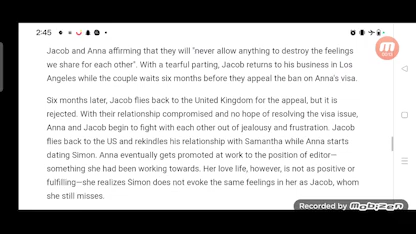 2:45
Jacob and Anna affirming that they will "never allow anything to destroy the feelings
we share for each other". With a tearful parting, Jacob returns to his business in Los
Angeles while the couple waits six months before they appeal the ban on Anna's visa.
Six months later, Jacob flies back to the United Kingdom for the appeal, but it is
rejected. With their relationship compromised and no hope of resolving the visa issue,
Anna and Jacob begin to fight with each other out of jealousy and frustration. Jacob
flies back to the US and rekindles his relationship with Samantha while Anna starts
dating Simon. Anna eventually gets promoted at work to the position of editor—
something she had been working towards. Her love life, however, is not as positive or
fulfilling—she realizes Simon does not evoke the same feelings in her as Jacob, whom
she still misses.
Recorded by Mobizen